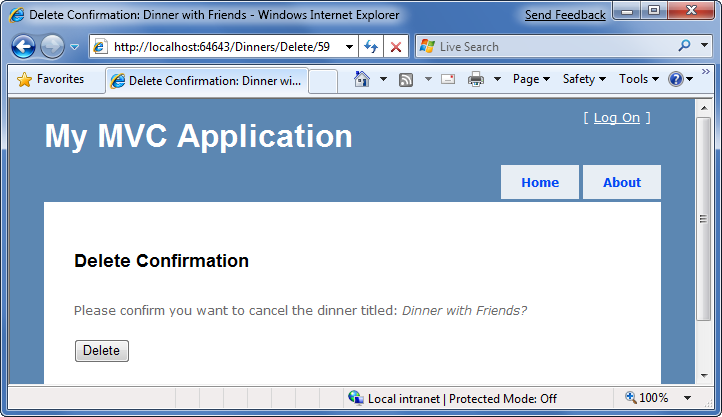 Delete Confirmation: Dinner with Friends - Windows Internet Explorer
Send Feedback
http://localhost:64643/Dinners/Delete/59
Live Search
Favorites
Delete Confirmation: Dinner wi...
Page
Safety
Tools
[ Log On ]
My MVC Application
Home
About
Delete Confirmation
Please confirm you want to cancel the dinner titled: Dinner with Friends?
Delete
Local intranet | Protected Mode: Off
100%